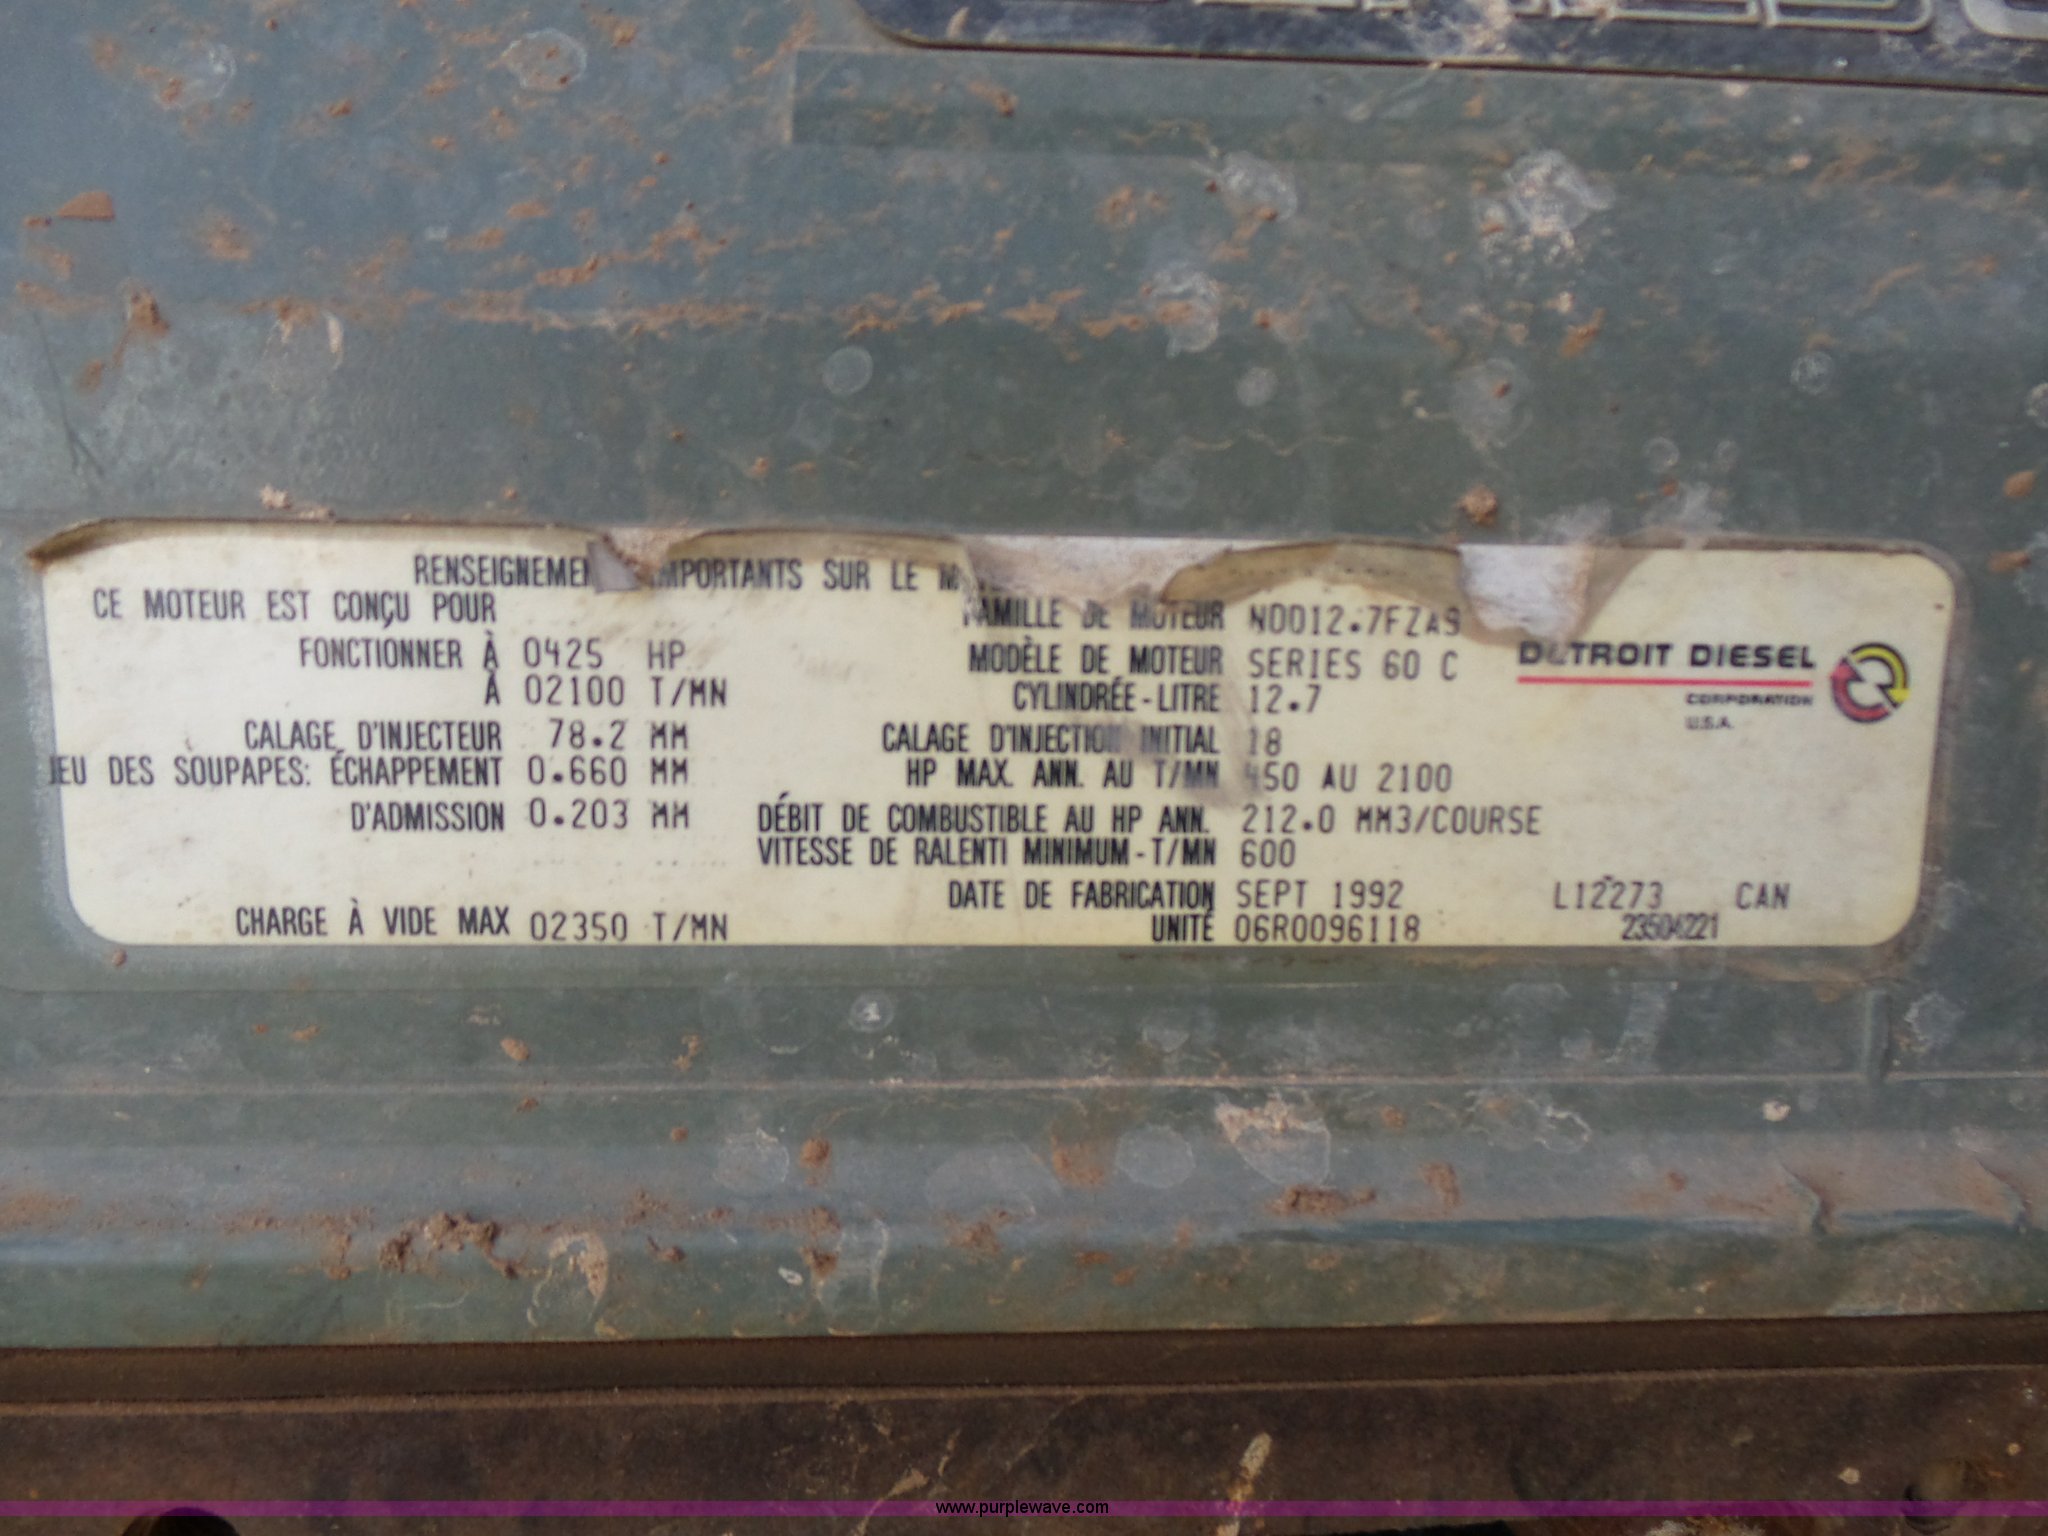 RENSEIGNEMEN IMPORTANTS SUR LE M
CE MOTEUR EST CONÇU POUR
FONCTIONNER À 0425 HP
À 02100 T/MN
CALAGE D'INJECTEUR 78.2 MM
JEU DES SOUPAPES: ÉCHAPPEMENT 0.660 MM
D'ADMISSION 0.203 MM
CHARGE À VIDE MAX 02350 T/MN
FAMILLE DE MOTEUR NDD12.7FZA9
MODÈLE DE MOTEUR SERIES 60 C
CYLINDRÉE-LITRE 12.7
CALAGE D'INJECTION INITIAL 18
HP MAX. ANN. AU T/MN 450 AU 2100
DÉBIT DE COMBUSTIBLE AU HP ANN. 212.0 MM3/COURSE
VITESSE DE RALENTI MINIMUM-T/MN 600
DATE DE FABRICATION SEPT 1992
UNITÉ 06R0096118
DETROIT DIESEL
CORPORATION
U.S.A.
L12273 CAN
23504221
www.purplewave.com